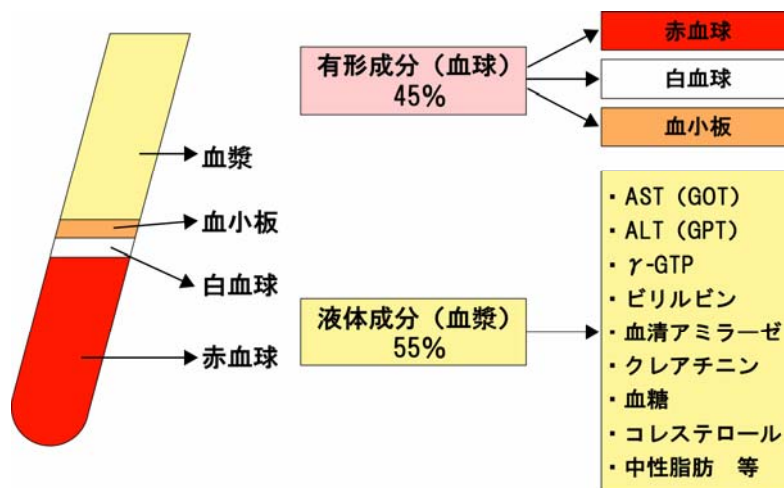 血漿
血小板
白血球
赤血球
有形成分（血球）
45%
赤血球
白血球
血小板
液体成分（血漿）
55%
・AST（GOT）
・ALT（GPT）
・γ-GTP
・ビリルビン
・血清アミラーゼ
・クレアチニン
・血糖
・コレステロール
・中性脂肪　等